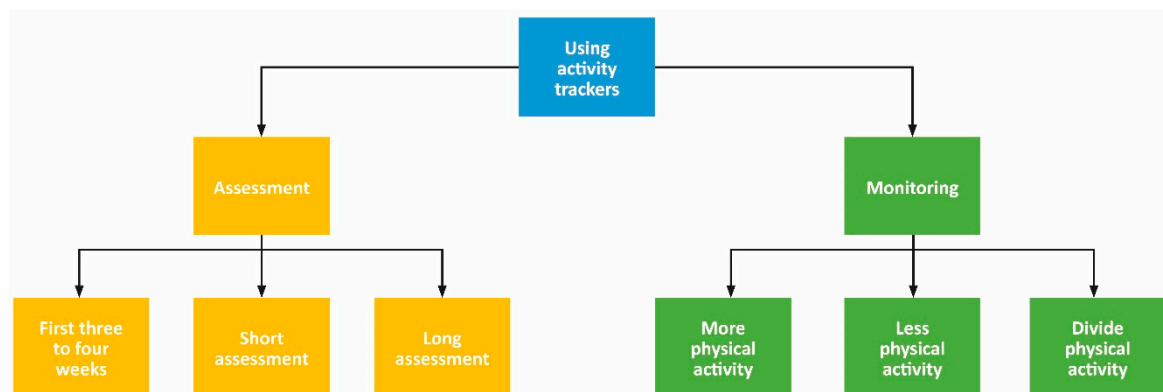 Using
activity
trackers
Assessment
Monitoring
First three
to four
weeks
Short
assessment
Long
assessment
More
physical
activity
Less
physical
activity
Divide
physical
activity